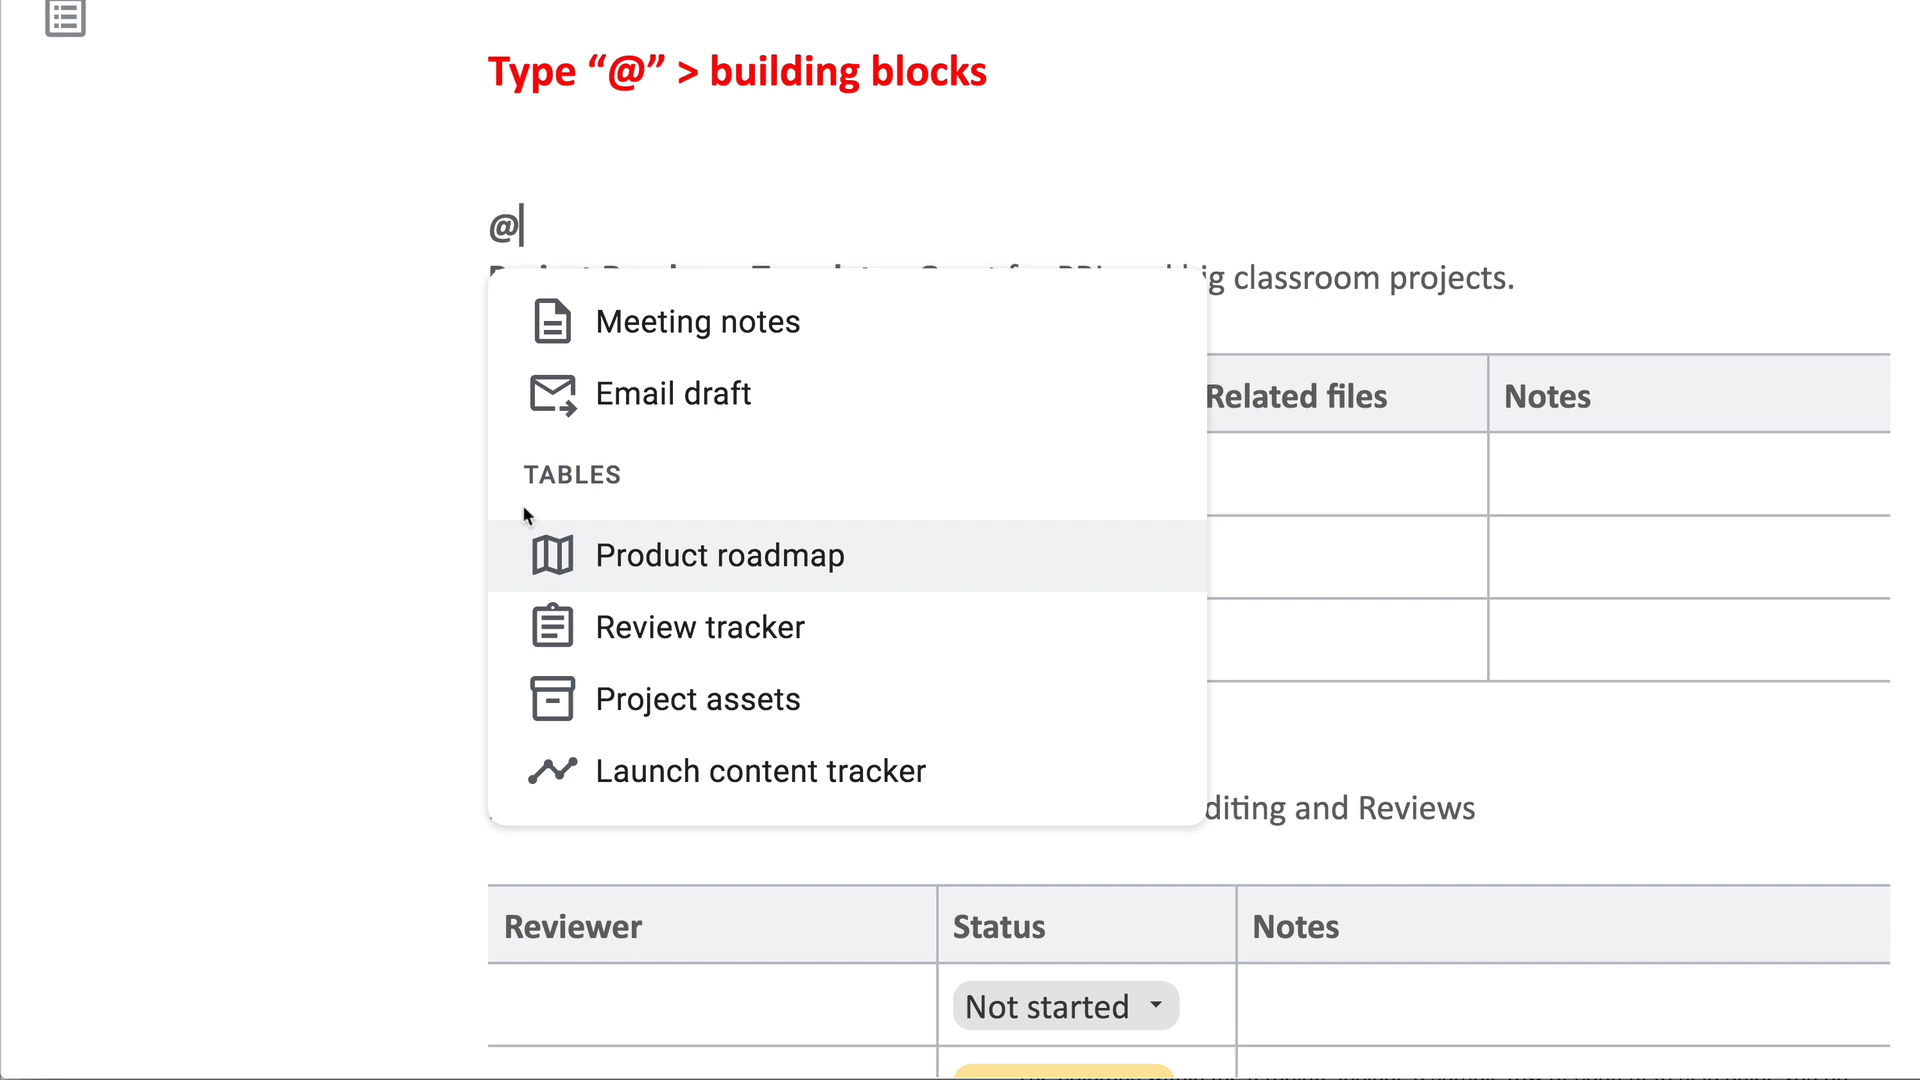 Type “@” > building blocks
@
ig classroom projects.
Meeting notes
Email draft
Related files Notes
TABLES
Product roadmap
Review tracker
Project assets
Launch content tracker
diting and Reviews
Reviewer Status Notes
Not started